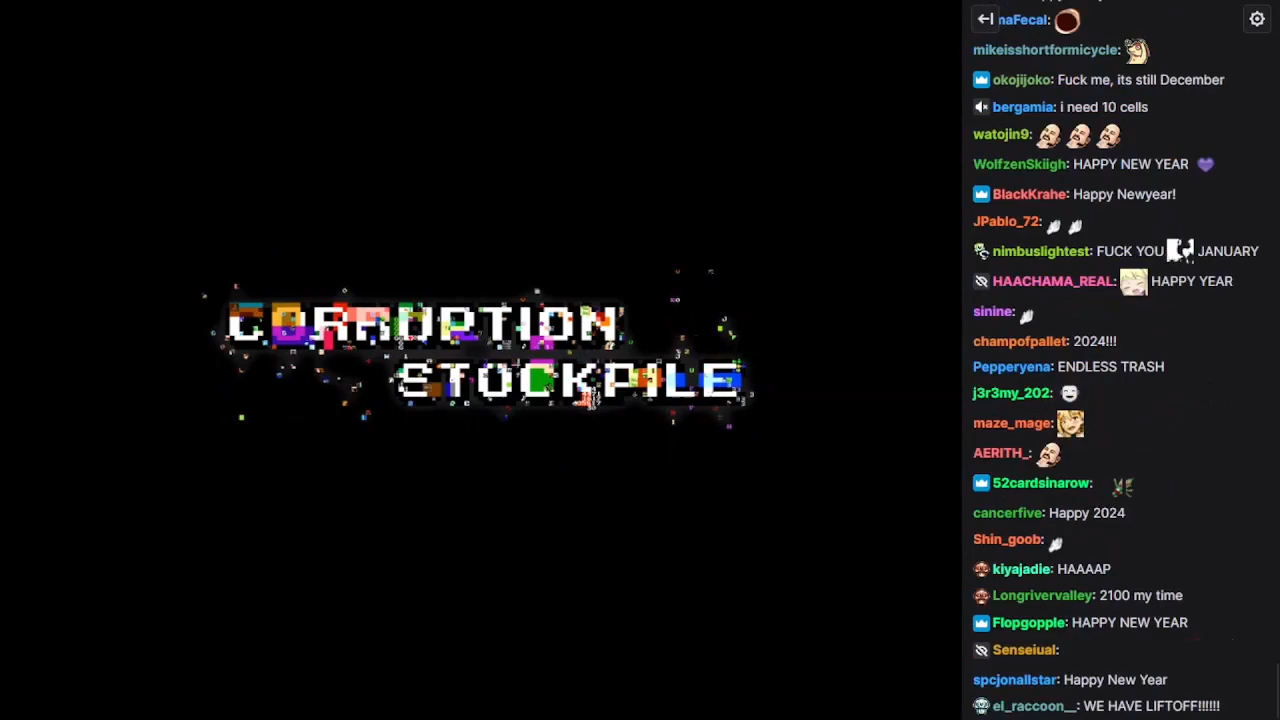 CORRUPTION
STOCKPILE
maFecal:
mikeisshortformicycle:
okojijoko: Fuck me, its still December
bergamia: i need 10 cells
watojin9:
WolfzenSkiigh: HAPPY NEW YEAR
BlackKrahe: Happy Newyear!
JPablo_72:
nimbuslightest: FUCK YOU JANUARY
HAACHAMA_REAL: HAPPY YEAR
sinine:
champofpallet: 2024!!!
Pepperyena: ENDLESS TRASH
j3r3my_202:
maze_mage:
AERITH_:
52cardsinarow:
cancerfive: Happy 2024
Shin_goob:
kiyajadie: HAAAAP
Longrivervalley: 2100 my time
Flopgopple: HAPPY NEW YEAR
Senseiual:
spcjonallstar: Happy New Year
el_raccoon__: WE HAVE LIFTOFF!!!!!!